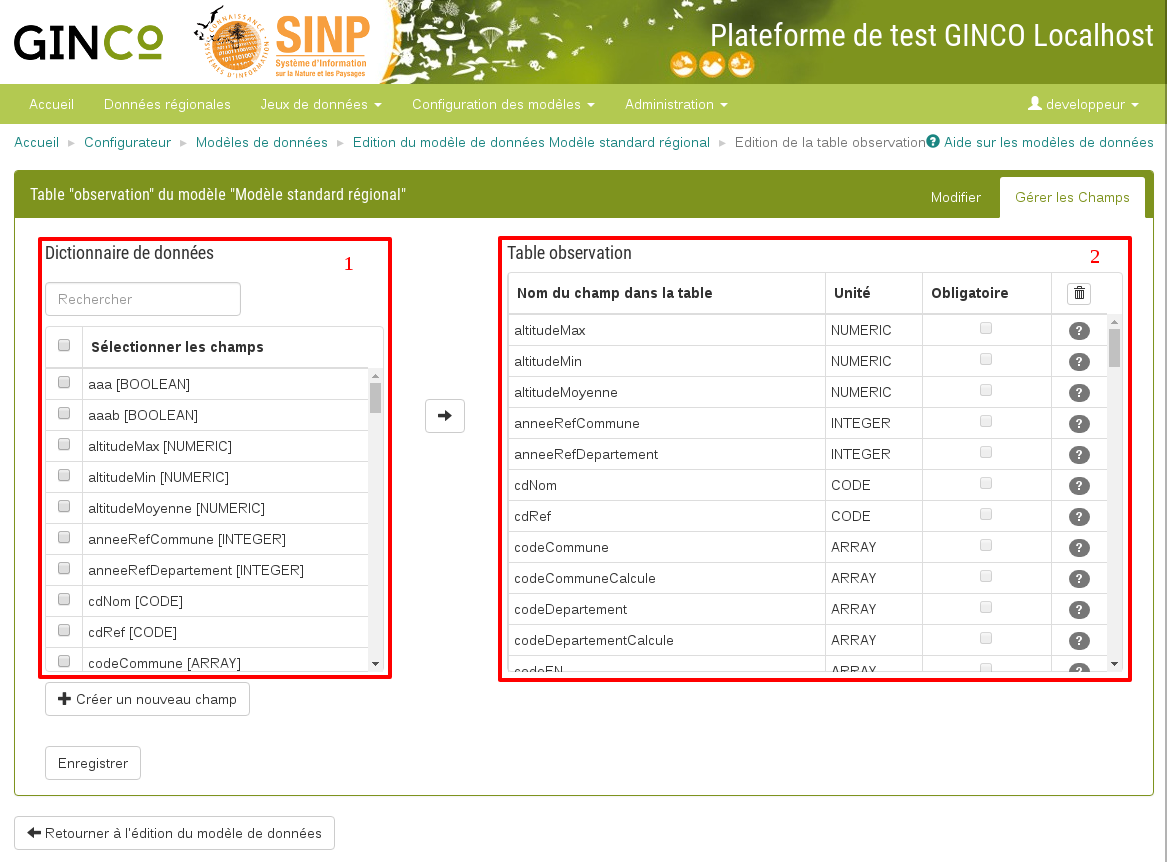 GINCO
SINP
Système d'Information
sur la Nature et les Paysages
Plateforme de test GINCO Localhost
Accueil Données régionales Jeux de données Configuration des modèles Administration developpeur
Accueil ► Configurateur ► Modèles de données ► Edition du modèle de données Modèle standard régional ► Edition de la table observation ? Aide sur les modèles de données
Table "observation" du modèle "Modèle standard régional"
Modifier Gérer les Champs
Dictionnaire de données
1
Rechercher
Sélectionner les champs
aaa [BOOLEAN]
aaab [BOOLEAN]
altitudeMax [NUMERIC]
altitudeMin [NUMERIC]
altitudeMoyenne [NUMERIC]
anneeRefCommune [INTEGER]
anneeRefDepartement [INTEGER]
cdNom [CODE]
cdRef [CODE]
codeCommune [ARRAY]
Créer un nouveau champ
Enregistrer
Table observation
2
Nom du champ dans la table Unité Obligatoire
altitudeMax NUMERIC ?
altitudeMin NUMERIC ?
altitudeMoyenne NUMERIC ?
anneeRefCommune INTEGER ?
anneeRefDepartement INTEGER ?
cdNom CODE ?
cdRef CODE ?
codeCommune ARRAY ?
codeCommuneCalcule ARRAY ?
codeDepartement ARRAY ?
codeDepartementCalcule ARRAY ?
codeEN ARRAY ?
Retourner à l'édition du modèle de données